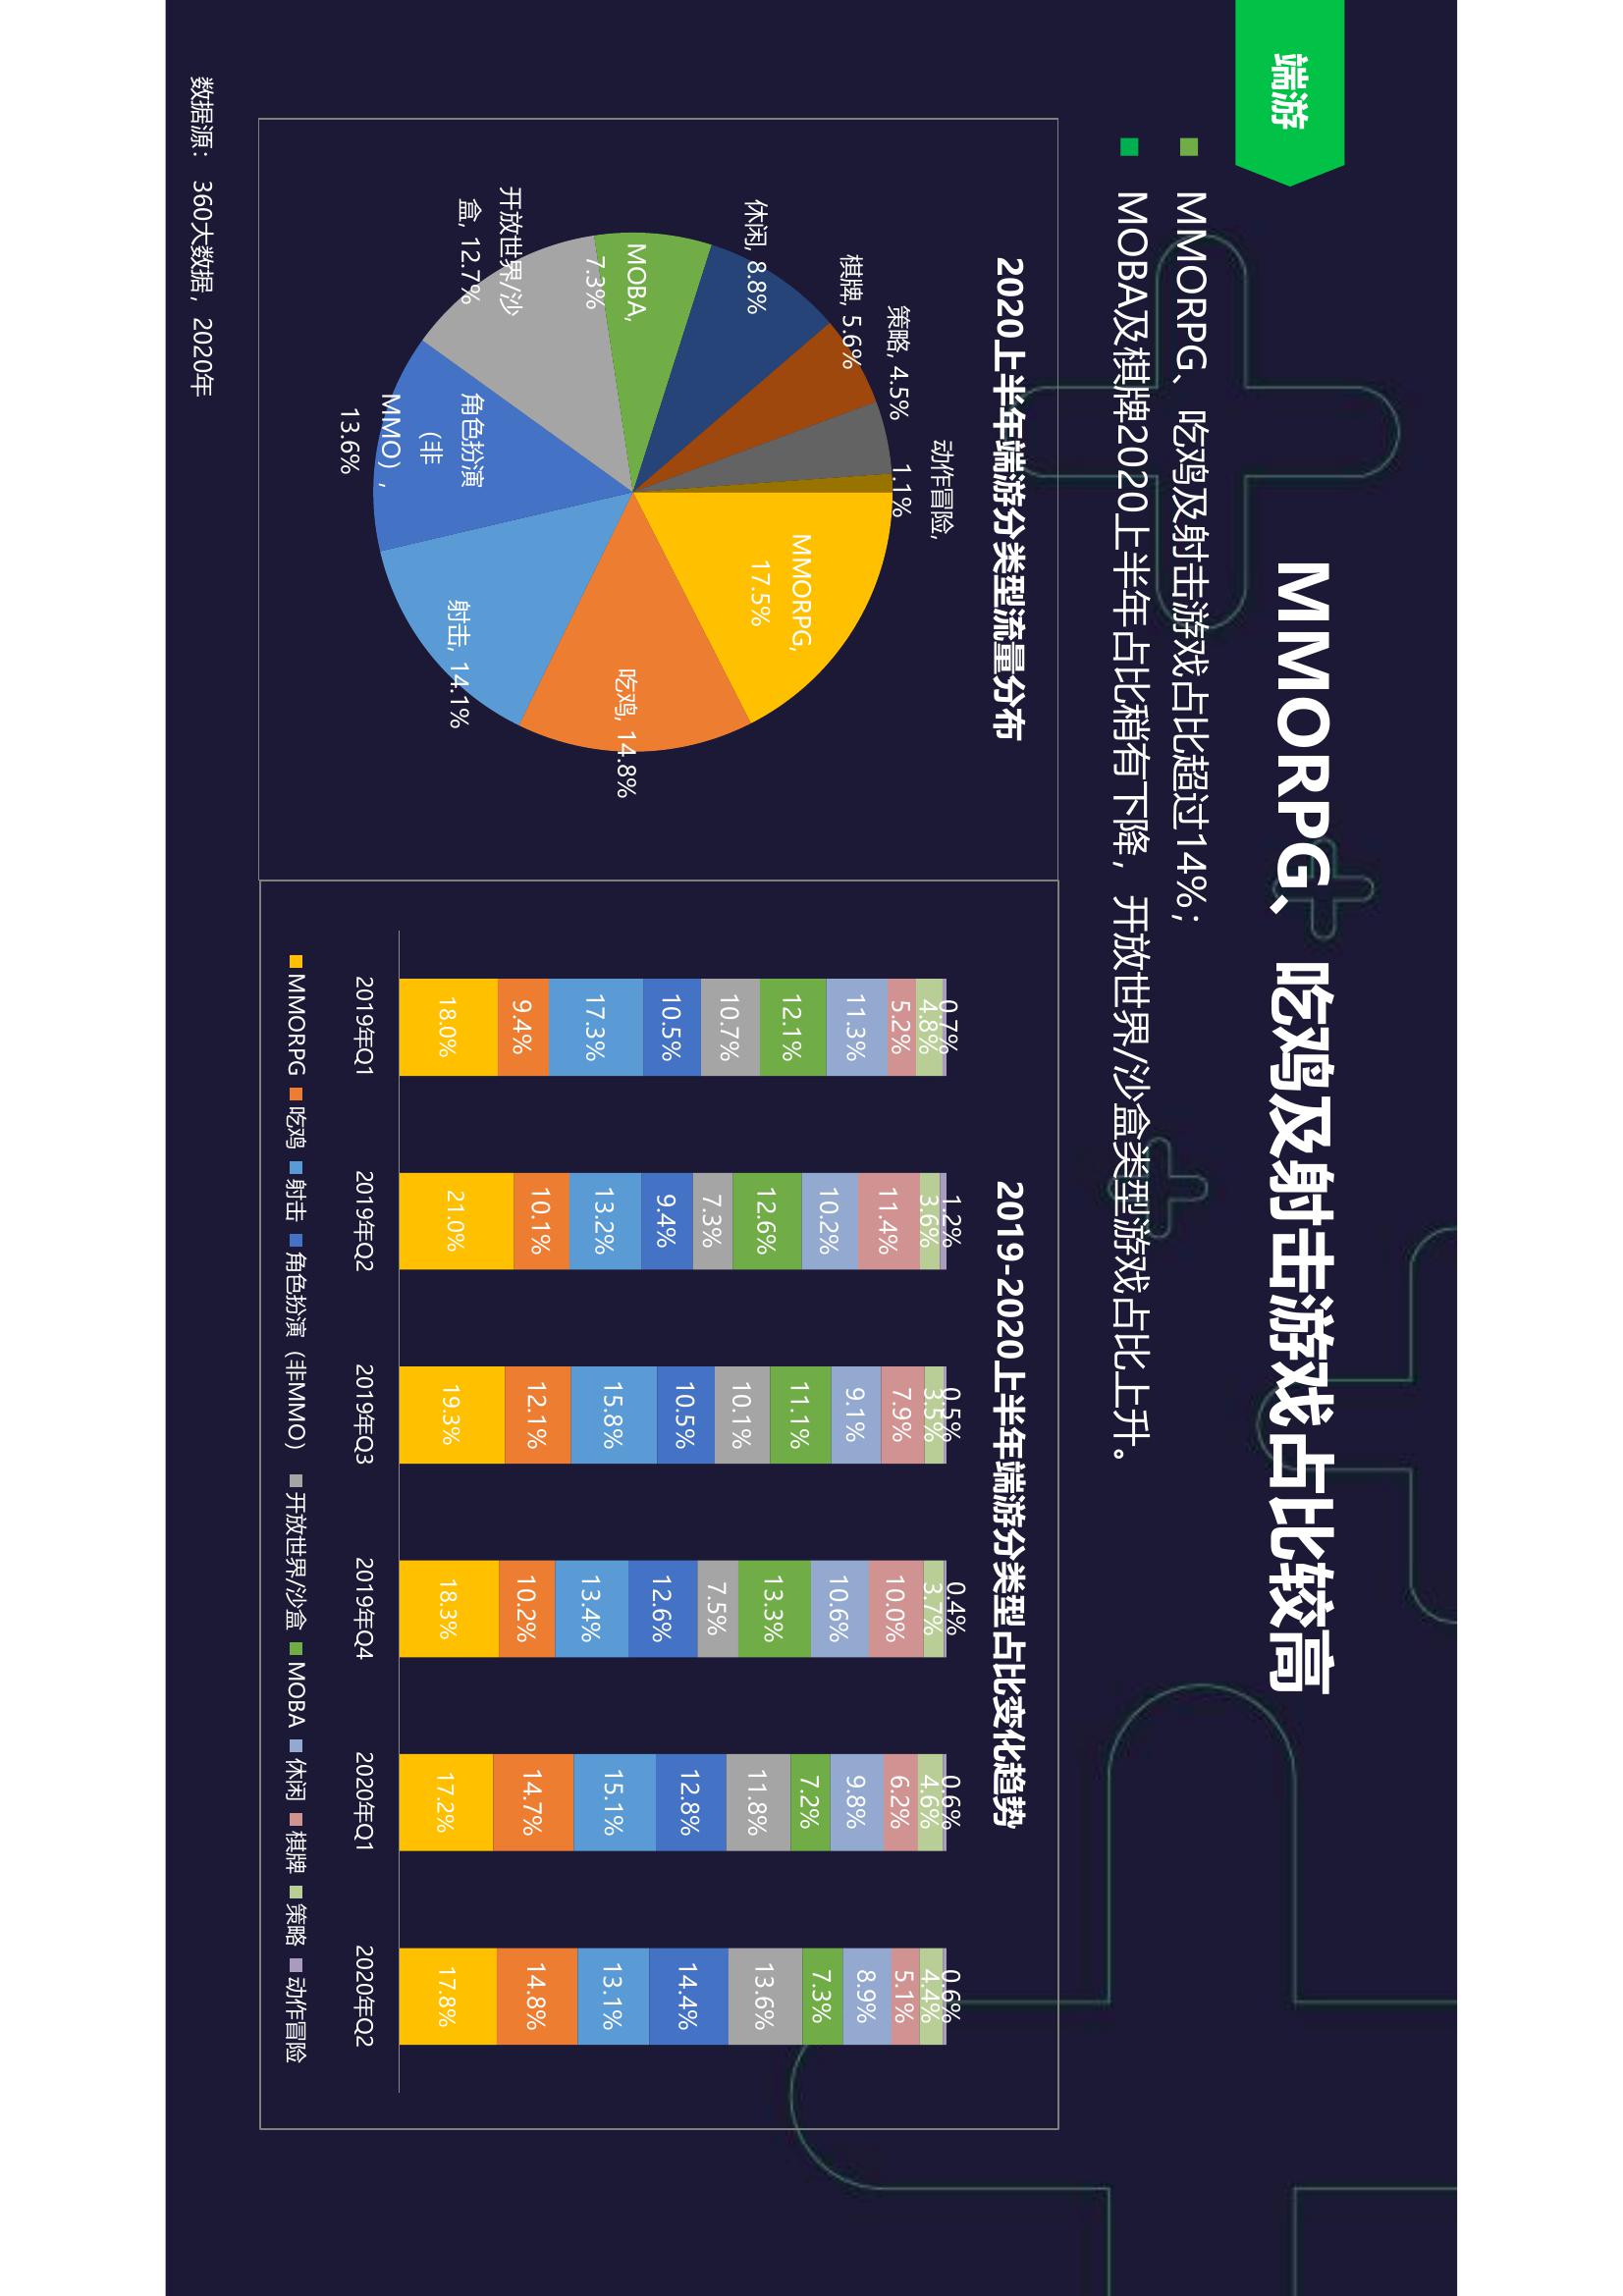 端游
MMORPG、吃鸡及射击游戏占比较高
MMORPG、吃鸡及射击游戏占比超过14%；
MOBA及棋牌2020上半年占比稍有下降，开放世界/沙盒类型游戏占比上升。
2020上半年端游分类型流量分布
动作冒险,
1.1%
策略, 4.5%
棋牌, 5.6%
休闲, 8.8%
MOBA,
7.3%
开放世界/沙
盒, 12.7%
角色扮演
（非
MMO）,
13.6%
射击, 14.1%
吃鸡, 14.8%
MMORPG,
17.5%
2019-2020上半年端游分类型占比变化趋势
0.7% 1.2% 0.5% 0.4% 0.6% 0.6%
4.8% 3.6% 3.5% 3.7% 4.6% 4.4%
5.2% 11.4% 7.9% 10.0% 6.2% 5.1%
11.3% 10.2% 9.1% 10.6% 9.8% 8.9%
12.1% 12.6% 11.1% 13.3% 7.2% 7.3%
10.7% 7.3% 10.1% 7.5% 11.8% 13.6%
10.5% 9.4% 10.5% 12.6% 12.8% 14.4%
17.3% 13.2% 15.8% 13.4% 15.1% 13.1%
9.4% 10.1% 12.1% 10.2% 14.7% 14.8%
18.0% 21.0% 19.3% 18.3% 17.2% 17.8%
2019年Q1 2019年Q2 2019年Q3 2019年Q4 2020年Q1 2020年Q2
MMORPG 吃鸡 射击 角色扮演（非MMO） 开放世界/沙盒 MOBA 休闲 棋牌 策略 动作冒险
数据源：360大数据，2020年